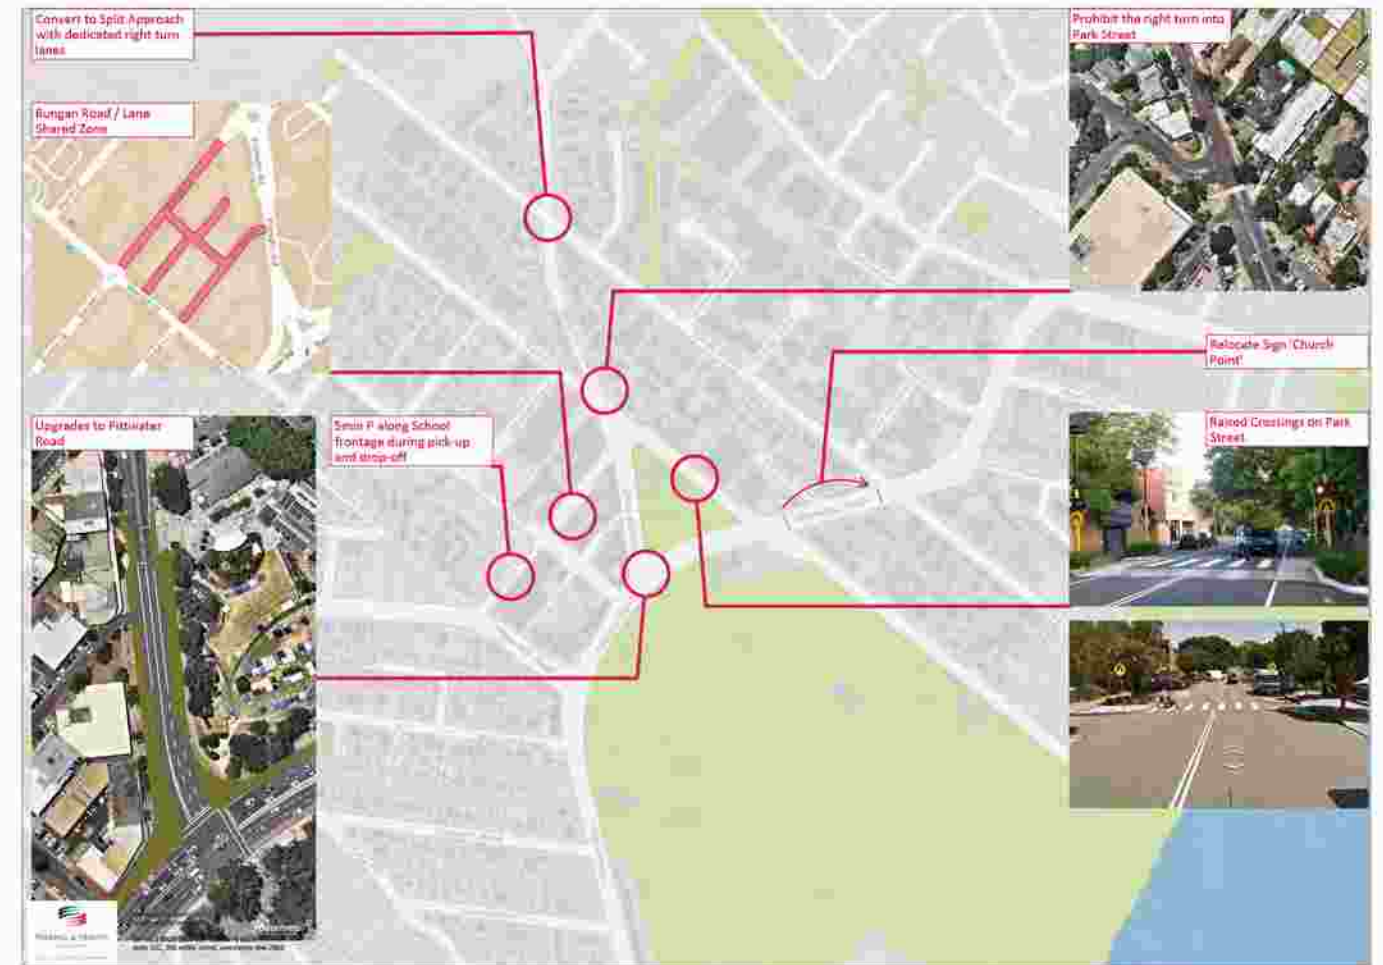 Convert to Split Approach
with dedicated right turn
lanes
Prohibit the right turn into
Park Street
Bungan Road / Lane
Shared Zone
Relocate Sign 'Church
Point'
Upgrades to Pittwater
Road
5min P along School
frontage during pick-up
and drop-off
Raised Crossings on Park
Street